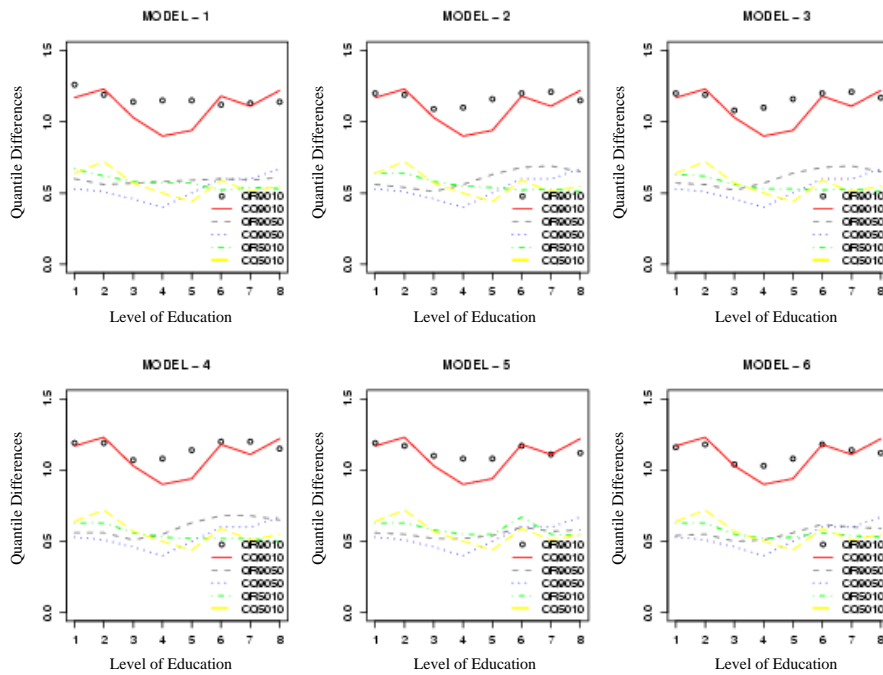 MODEL – 1
MODEL – 2
MODEL – 3
Quantile Differences
1.5
1.0
0.5
0.0
QR9010
CQ9010
QR9050
CQ9050
QR5010
CQ5010
1 2 3 4 5 6 7 8
Level of Education
Quantile Differences
1.5
1.0
0.5
0.0
QR9010
CQ9010
QR9050
CQ9050
QR5010
CQ5010
1 2 3 4 5 6 7 8
Level of Education
Quantile Differences
1.5
1.0
0.5
0.0
QR9010
CQ9010
QR9050
CQ9050
QR5010
CQ5010
1 2 3 4 5 6 7 8
Level of Education
MODEL – 4
MODEL – 5
MODEL – 6
Quantile Differences
1.5
1.0
0.5
0.0
QR9010
CQ9010
QR9050
CQ9050
QR5010
CQ5010
1 2 3 4 5 6 7 8
Level of Education
Quantile Differences
1.5
1.0
0.5
0.0
QR9010
CQ9010
QR9050
CQ9050
QR5010
CQ5010
1 2 3 4 5 6 7 8
Level of Education
Quantile Differences
1.5
1.0
0.5
0.0
QR9010
CQ9010
QR9050
CQ9050
QR5010
CQ5010
1 2 3 4 5 6 7 8
Level of Education